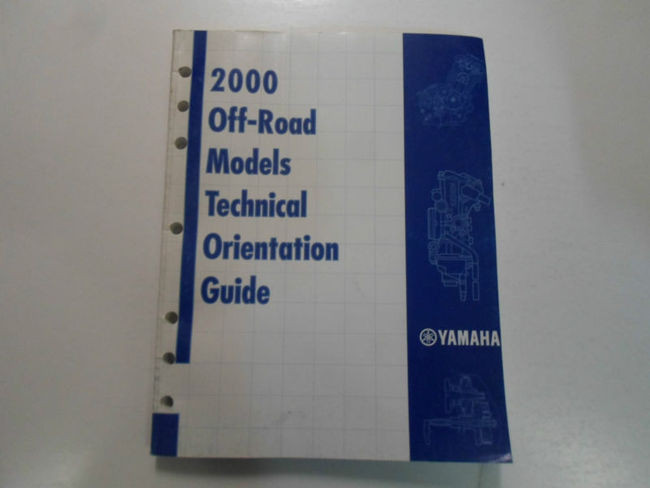 2000
Off-Road
Models
Technical
Orientation
Guide
YAMAHA